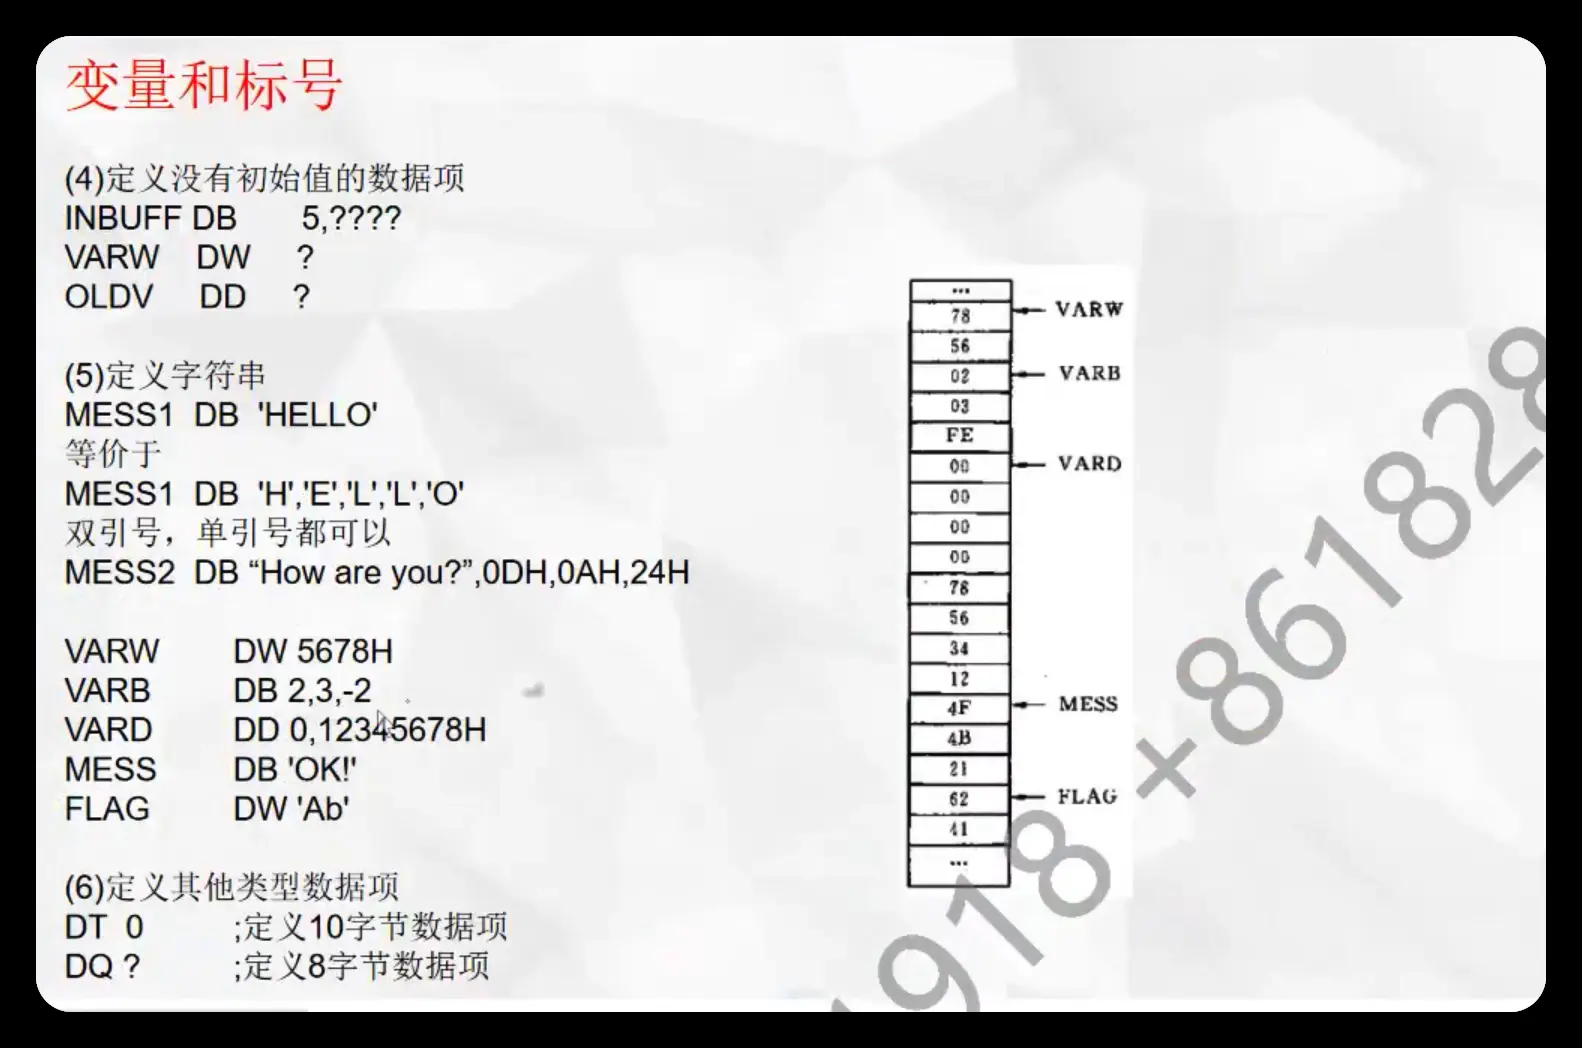 变量和标号
(4)定义没有初始值的数据项
INBUFF DB 5,????
VARW DW ?
OLDV DD ?
(5)定义字符串
MESS1 DB 'HELLO'
等价于
MESS1 DB 'H','E','L','L','O'
双引号，单引号都可以
MESS2 DB “How are you?”,0DH,0AH,24H
VARW DW 5678H
VARB DB 2,3,-2
VARD DD 0,12345678H
MESS DB 'OK!'
FLAG DW 'Ab'
(6)定义其他类型数据项
DT 0 ;定义10字节数据项
DQ ? ;定义8字节数据项
...
78 VARW
56
02 VARB
03
FE
00 VARD
00
00
00
78
56
34
12
4F MESS
4B
21
62 FLAG
41
...
1918 +861828